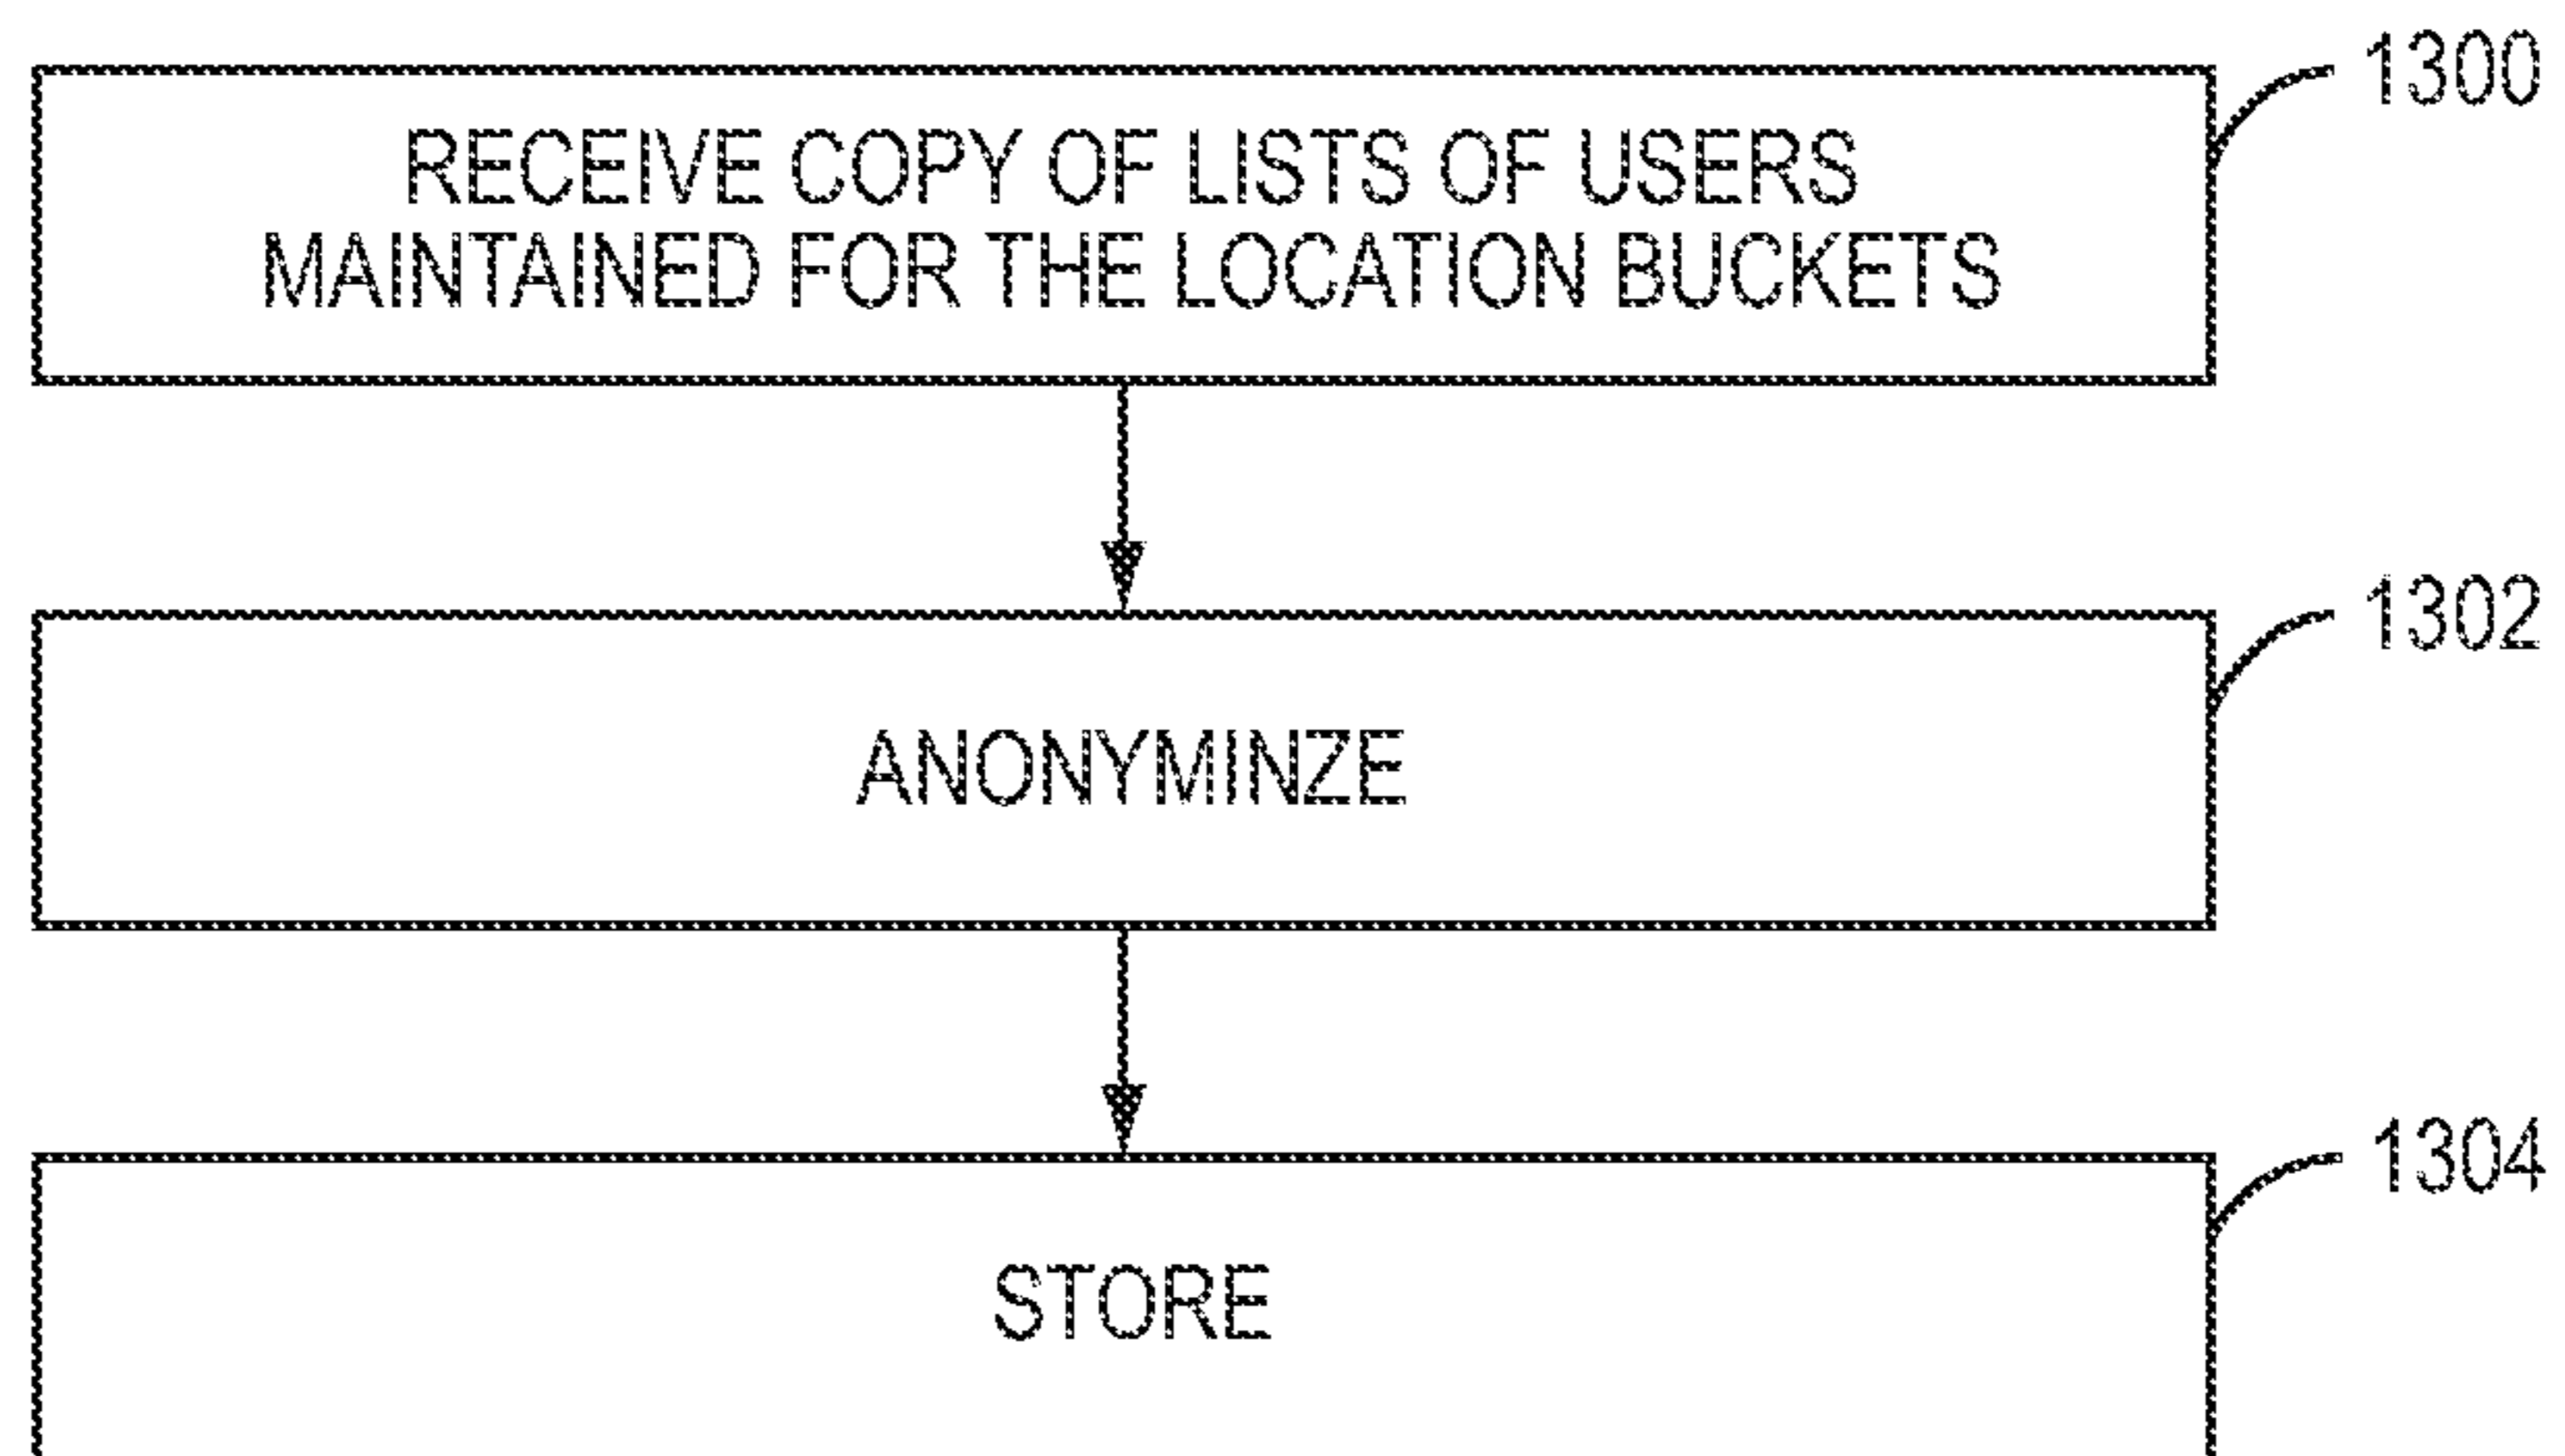 1300
RECEIVE COPY OF LISTS OF USERS
MAINTAINED FOR THE LOCATION BUCKETS
1302
ANONYMINZE
1304
STORE